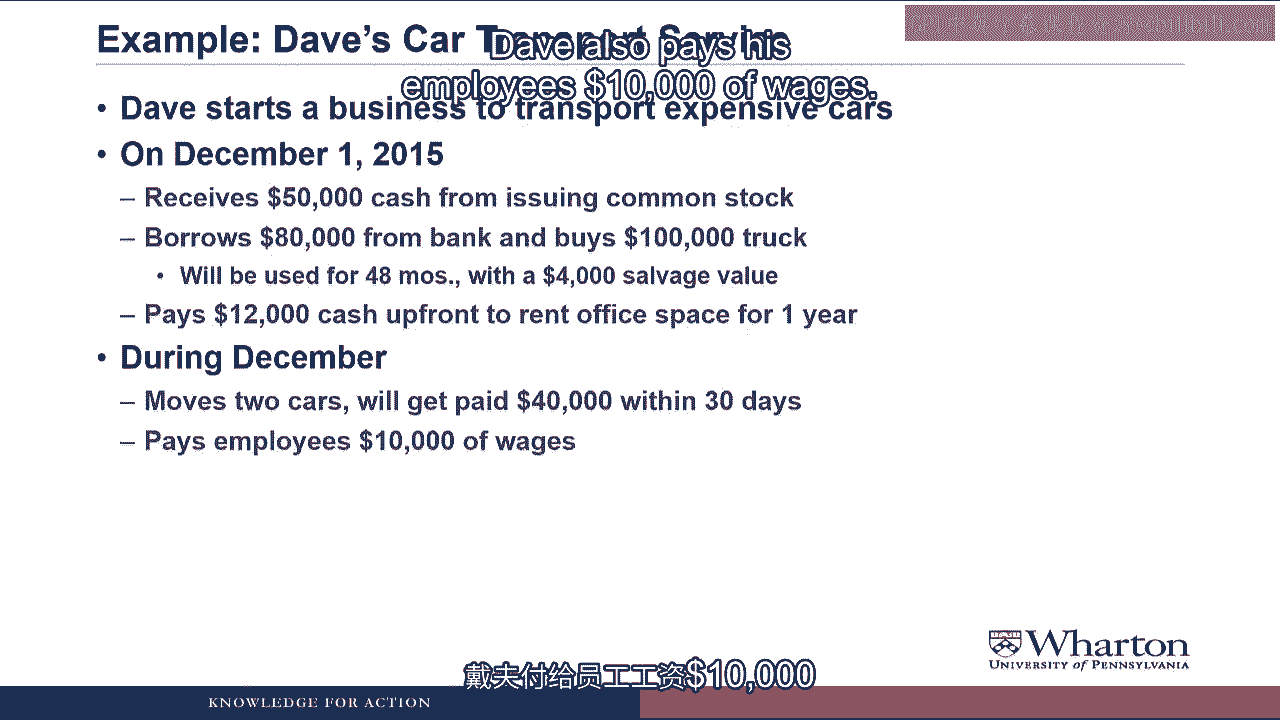 Example: Dave's Car Transport Service
Dave also pays his
employees $10,000 of wages.
• Dave starts a business to transport expensive cars
• On December 1, 2015
– Receives $50,000 cash from issuing common stock
– Borrows $80,000 from bank and buys $100,000 truck
• Will be used for 48 mos., with a $4,000 salvage value
– Pays $12,000 cash upfront to rent office space for 1 year
• During December
– Moves two cars, will get paid $40,000 within 30 days
– Pays employees $10,000 of wages
Wharton
UNIVERSITY of PENNSYLVANIA
戴夫付给员工工资$10,000
KNOWLEDGE FOR ACTION